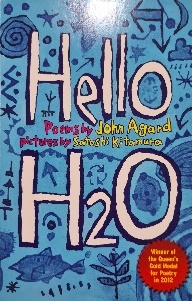 Hello
Poems by John Agard
pictures by Satoshi Kitamura
H2O
Winner of
the Queen's
Gold Medal
for Poetry
in 2012